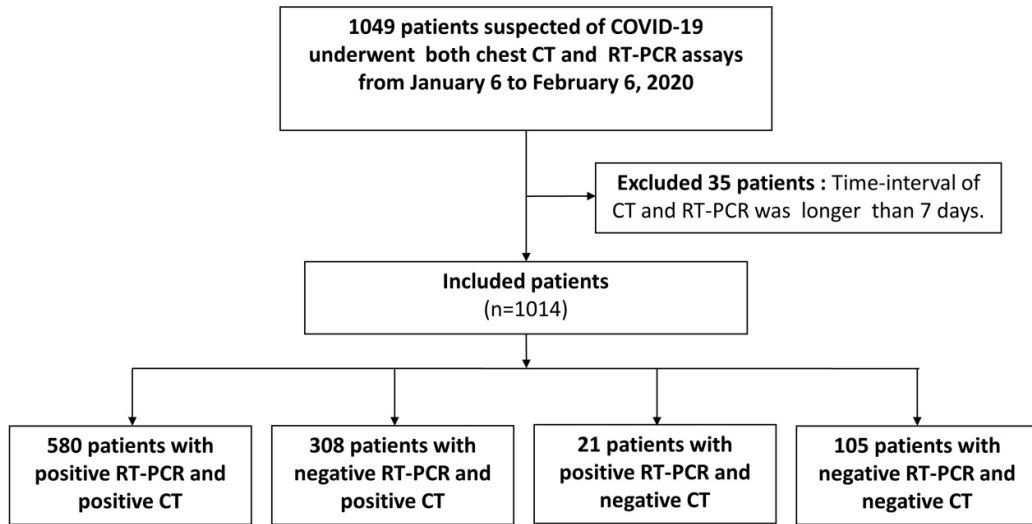 1049 patients suspected of COVID-19
underwent both chest CT and RT-PCR assays
from January 6 to February 6, 2020
Excluded 35 patients : Time-interval of
CT and RT-PCR was longer than 7 days.
Included patients
(n=1014)
580 patients with
positive RT-PCR and
positive CT
308 patients with
negative RT-PCR and
positive CT
21 patients with
positive RT-PCR and
negative CT
105 patients with
negative RT-PCR and
negative CT